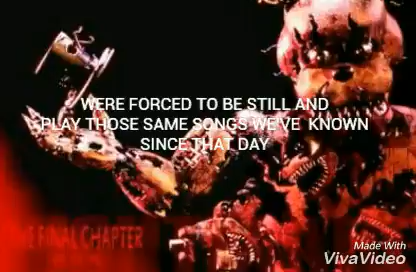 WERE FORCED TO BE STILL AND
PLAY THOSE SAME SONGS WE'VE KNOWN
SINCE THAT DAY
E FINAL CHAPTER
Made With
VivaVideo